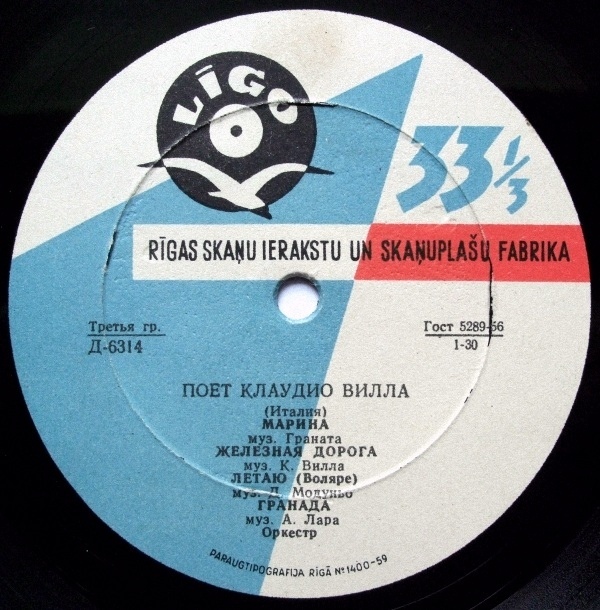 LĪGO
33 1/3
RĪGAS SKAŅU IERAKSTU UN SKAŅUPLAŠU FABRIKA
Третья гр.
Д-6314
Гост 5289-56
1-30
ПОЕТ КЛАУДИО ВИЛЛА
(Италия)
МАРИНА
муз. Граната
ЖЕЛЕЗНАЯ ДОРОГА
муз. К. Вилла
ЛЕТАЮ (Воляре)
муз. Д. Модуньо
ГРАНАДА
муз. А. Лара
Оркестр
PARAUGTIPOGRAFIJA RĪGĀ № 1400-59